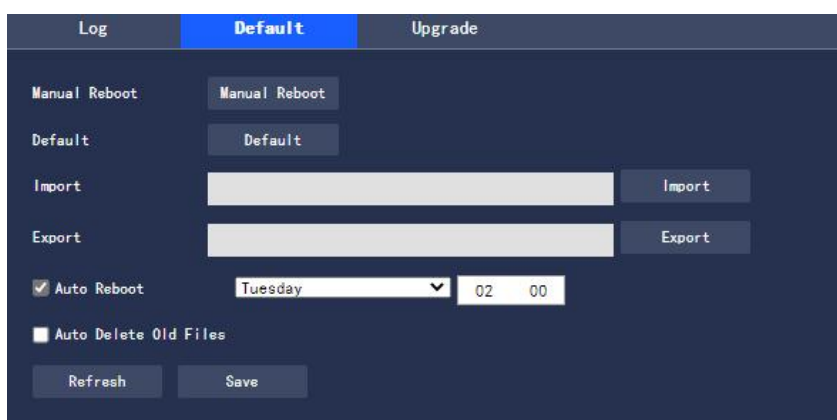 Log Default Upgrade
Manual Reboot Manual Reboot
Default Default
Import Import
Export Export
Auto Reboot Tuesday 02 00
Auto Delete Old Files
Refresh Save